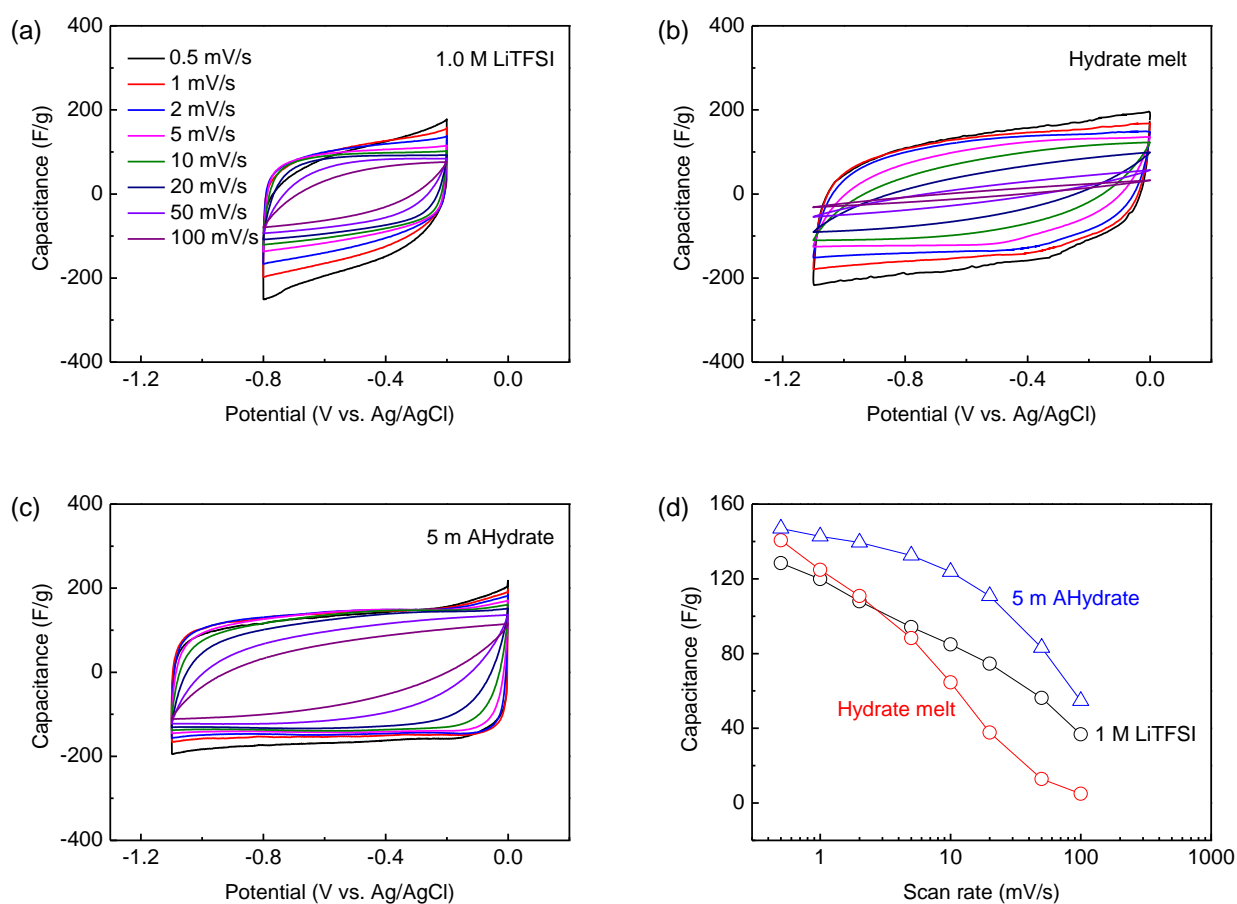 (a)
400
200
0
-200
-400
Capacitance (F/g)
1.0 M LiTFSI
0.5 mV/s
1 mV/s
2 mV/s
5 mV/s
10 mV/s
20 mV/s
50 mV/s
100 mV/s
-1.2 -0.8 -0.4 0.0
Potential (V vs. Ag/AgCl)
(b)
400
200
0
-200
-400
Capacitance (F/g)
Hydrate melt
-1.2 -0.8 -0.4 0.0
Potential (V vs. Ag/AgCl)
(c)
400
200
0
-200
-400
Capacitance (F/g)
5 m AHydrate
-1.2 -0.8 -0.4 0.0
Potential (V vs. Ag/AgCl)
(d)
160
120
80
40
0
Capacitance (F/g)
5 m AHydrate
Hydrate melt
1 M LiTFSI
1 10 100 1000
Scan rate (mV/s)